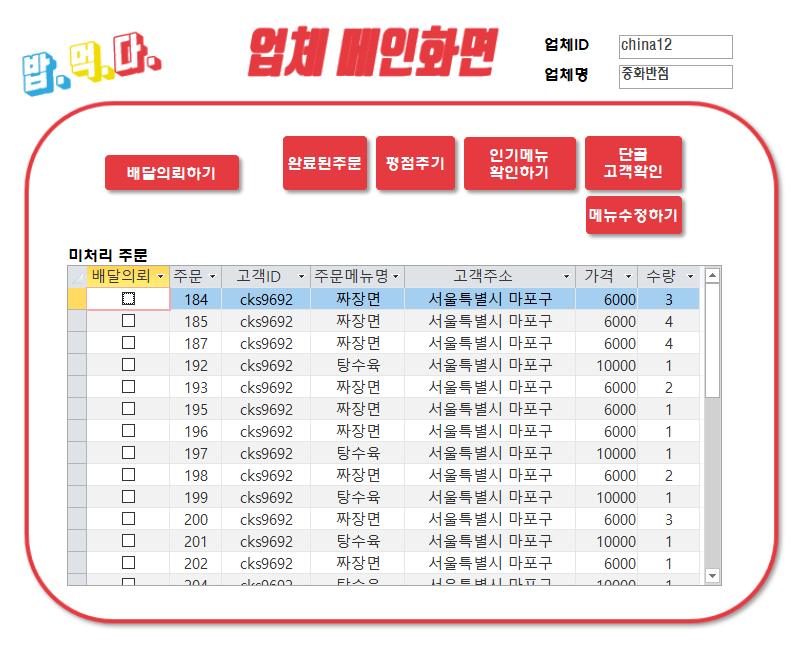 밥.먹.다.
업체 메인화면
업체ID china12
업체명 중화반점
배달의뢰하기
완료된주문
평점주기
인기메뉴
확인하기
단골
고객확인
메뉴수정하기
미처리 주문
배달의뢰 주문 고객ID 주문메뉴명 고객주소 가격 수량
184 cks9692 짜장면 서울특별시 마포구 6000 3
185 cks9692 짜장면 서울특별시 마포구 6000 4
187 cks9692 짜장면 서울특별시 마포구 6000 4
192 cks9692 탕수육 서울특별시 마포구 10000 1
193 cks9692 짜장면 서울특별시 마포구 6000 2
195 cks9692 짜장면 서울특별시 마포구 6000 1
196 cks9692 짜장면 서울특별시 마포구 6000 1
197 cks9692 탕수육 서울특별시 마포구 10000 1
198 cks9692 짜장면 서울특별시 마포구 6000 2
199 cks9692 탕수육 서울특별시 마포구 10000 1
200 cks9692 짜장면 서울특별시 마포구 6000 3
201 cks9692 탕수육 서울특별시 마포구 10000 1
202 cks9692 짜장면 서울특별시 마포구 6000 1
204 cks9692 탕수육 서울특별시 마포구 10000 1